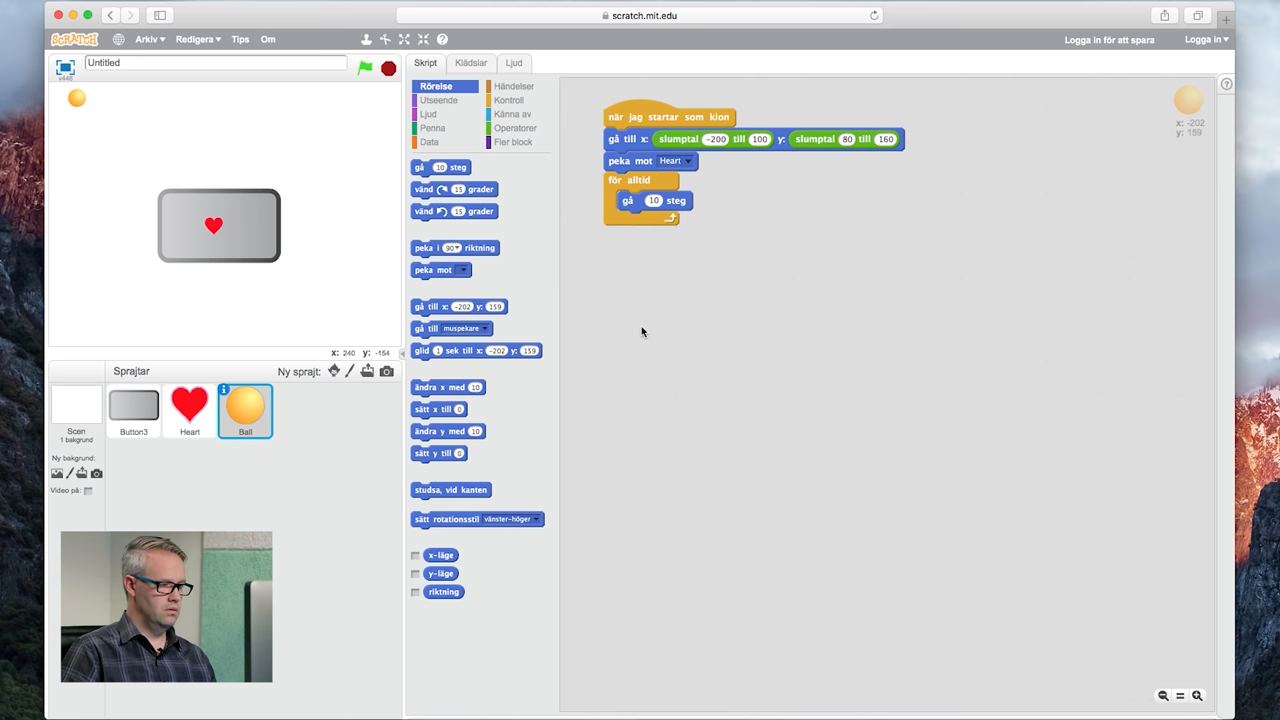 scratch.mit.edu
SCRATCH
Arkiv
Redigera
Tips
Om
Logga in för att spara
Logga in
Untitled
v446
Skript
Klädslar
Ljud
Rörelse
Händelser
Utseende
Kontroll
Ljud
Känna av
Penna
Operatorer
Data
Fler block
gå 10 steg
vänd 15 grader
vänd 15 grader
peka i 90 riktning
peka mot
gå till x: -202 y: 159
gå till muspekare
glid 1 sek till x: -202 y: 159
ändra x med 10
sätt x till 0
ändra y med 10
sätt y till 0
studsa, vid kanten
sätt rotationsstil vänster-höger
x-läge
y-läge
riktning
när jag startar som klon
gå till x: slumptal -200 till 100 y: slumptal 80 till 160
peka mot Heart
för alltid
gå 10 steg
x: -202
y: 159
x: 240 y: -154
Sprajtar
Ny sprajt:
Scen
1 bakgrund
Button3
Heart
Ball
Ny bakgrund:
Video på: